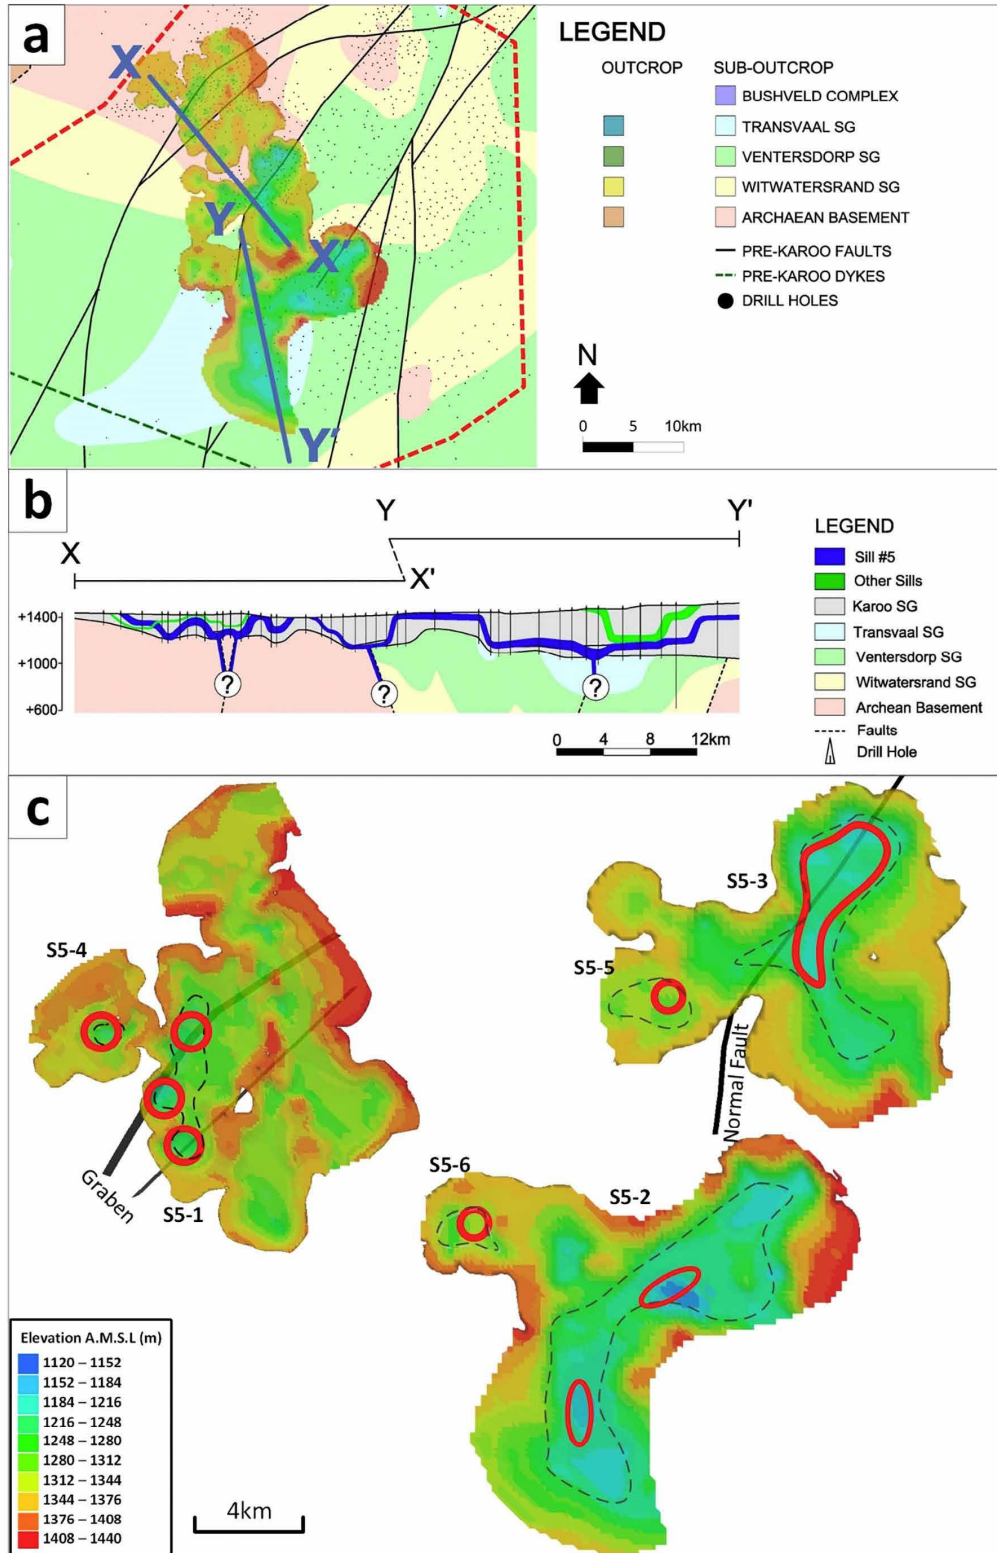 a
X
Y
X'
Y'
LEGEND
OUTCROP SUB-OUTCROP
BUSHVELD COMPLEX
TRANSVAAL SG
VENTERSDORP SG
WITWATERSRAND SG
ARCHAEAN BASEMENT
PRE-KAROO FAULTS
PRE-KAROO DYKES
DRILL HOLES
N
0 5 10km
b
Y Y'
X
X'
+1400
+1000
+600
? ? ?
0 4 8 12km
LEGEND
Sill #5
Other Sills
Karoo SG
Transvaal SG
Ventersdorp SG
Witwatersrand SG
Archean Basement
Faults
Drill Hole
c
S5-4
S5-1
Graben
S5-3
S5-5
Normal Fault
S5-6
S5-2
Elevation A.M.S.L (m)
1120 – 1152
1152 – 1184
1184 – 1216
1216 – 1248
1248 – 1280
1280 – 1312
1312 – 1344
1344 – 1376
1376 – 1408
1408 – 1440
4km